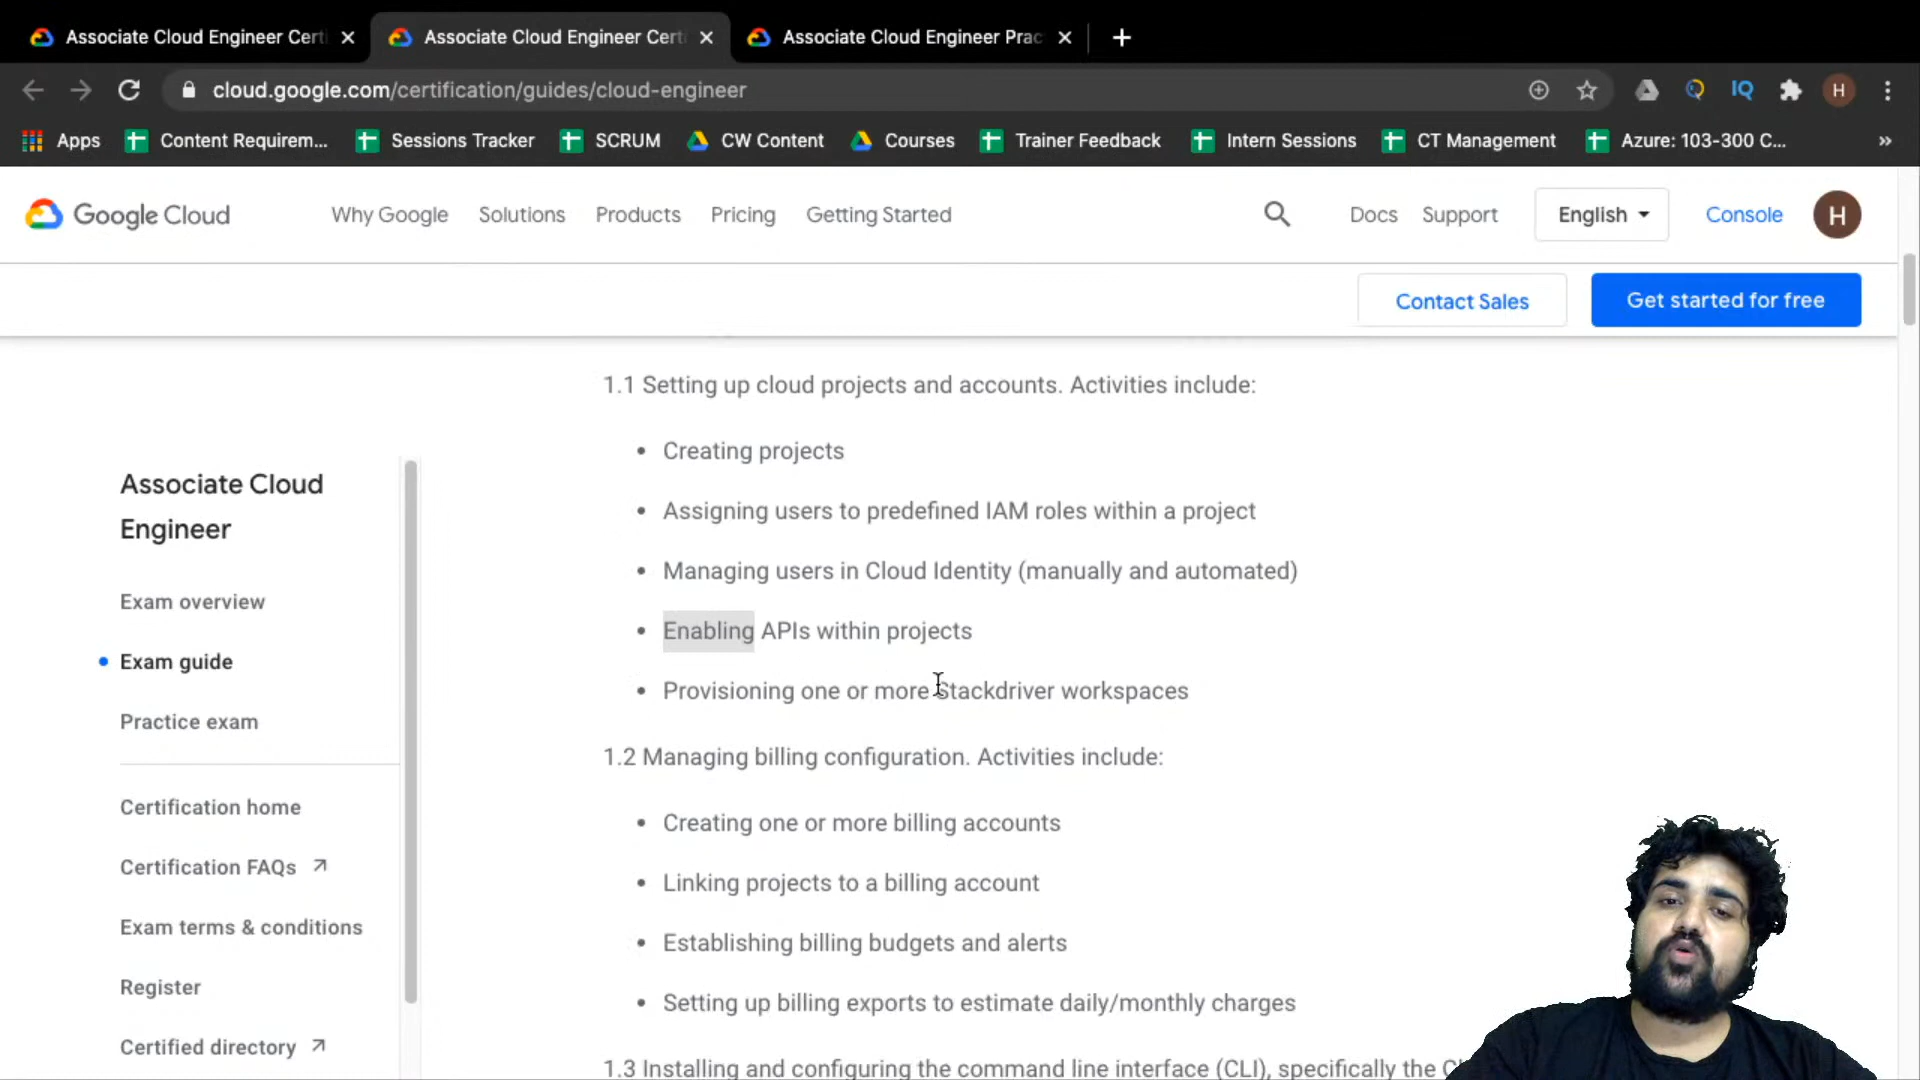 Associate Cloud Engineer Certi
Associate Cloud Engineer Certi
Associate Cloud Engineer Prac
cloud.google.com/certification/guides/cloud-engineer
IQ
H
Apps
Content Requirem...
Sessions Tracker
SCRUM
CW Content
Courses
Trainer Feedback
Intern Sessions
CT Management
Azure: 103-300 C...
»
Google Cloud
Why Google
Solutions
Products
Pricing
Getting Started
Docs
Support
English
Console
H
Contact Sales
Get started for free
Associate Cloud
Engineer
Exam overview
Exam guide
Practice exam
Certification home
Certification FAQs
Exam terms & conditions
Register
Certified directory
1.1 Setting up cloud projects and accounts. Activities include:
• Creating projects
• Assigning users to predefined IAM roles within a project
• Managing users in Cloud Identity (manually and automated)
• Enabling APIs within projects
• Provisioning one or more Stackdriver workspaces
1.2 Managing billing configuration. Activities include:
• Creating one or more billing accounts
• Linking projects to a billing account
• Establishing billing budgets and alerts
• Setting up billing exports to estimate daily/monthly charges
1.3 Installing and configuring the command line interface (CLI), specifically the